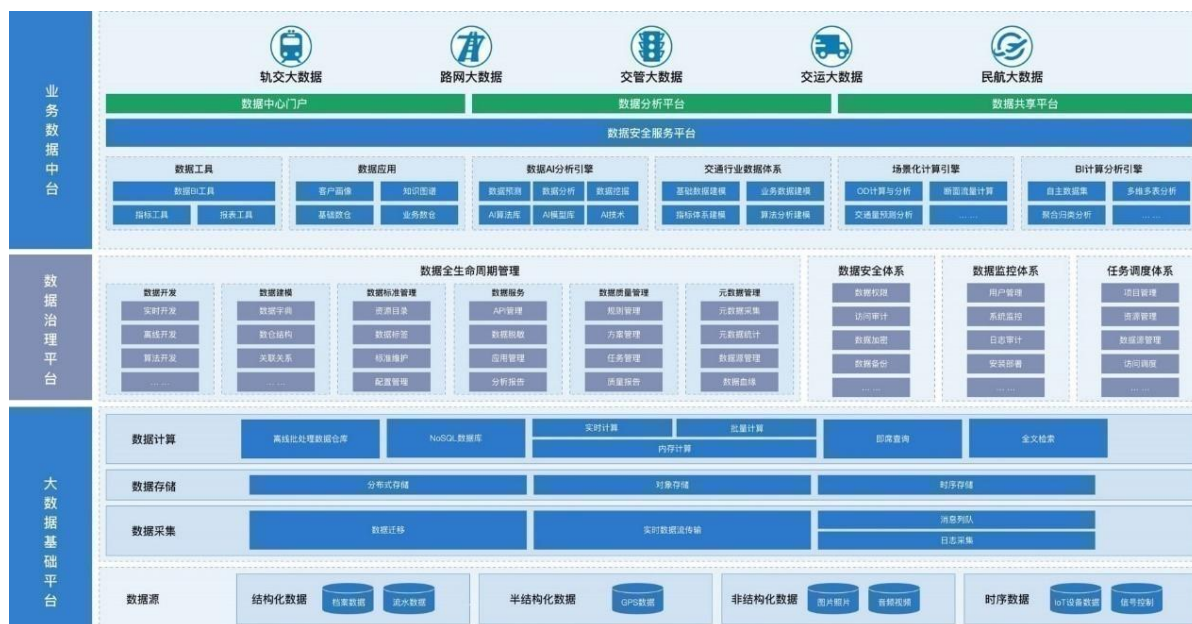 业务数据中台
轨交大数据
路网大数据
交管大数据
交运大数据
民航大数据
数据中心门户
数据分析平台
数据共享平台
数据安全服务平台
数据工具
数据BI工具
指标工具
报表工具
数据应用
客户画像
知识图谱
基础数仓
业务数仓
数据AI分析引擎
数据预测
数据分析
数据挖掘
AI算法库
AI模型库
AI技术
交通行业数据体系
基础数据建模
业务数据建模
指标体系建模
算法分析建模
场景化计算引擎
OD计算与分析
断面流量计算
交通量预测分析
... ...
BI计算分析引擎
自主数据集
多维多表分析
聚合归类分析
... ...
数据治理平台
数据全生命周期管理
数据开发
实时开发
离线开发
算法开发
... ...
数据建模
数据字典
数仓结构
关联关系
... ...
数据标准管理
资源目录
数据标签
标准维护
配置管理
数据服务
API管理
数据脱敏
应用管理
分析报告
数据质量管理
规则管理
方案管理
任务管理
质量报告
元数据管理
元数据采集
元数据统计
数据源管理
数据血缘
数据安全体系
数据权限
访问审计
数据加密
数据备份
... ...
数据监控体系
用户管理
系统监控
日志审计
安装部署
... ...
任务调度体系
项目管理
资源管理
数据源管理
访问调度
... ...
大数据基础平台
数据计算
离线批处理数据仓库
NoSQL数据库
实时计算
批量计算
内存计算
即席查询
全文检索
数据存储
分布式存储
对象存储
时序存储
数据采集
数据迁移
实时数据流传输
消息列队
日志采集
数据源
结构化数据
档案数据
流水数据
半结构化数据
GPS数据
非结构化数据
图片照片
音频视频
时序数据
IoT设备数据
信号控制